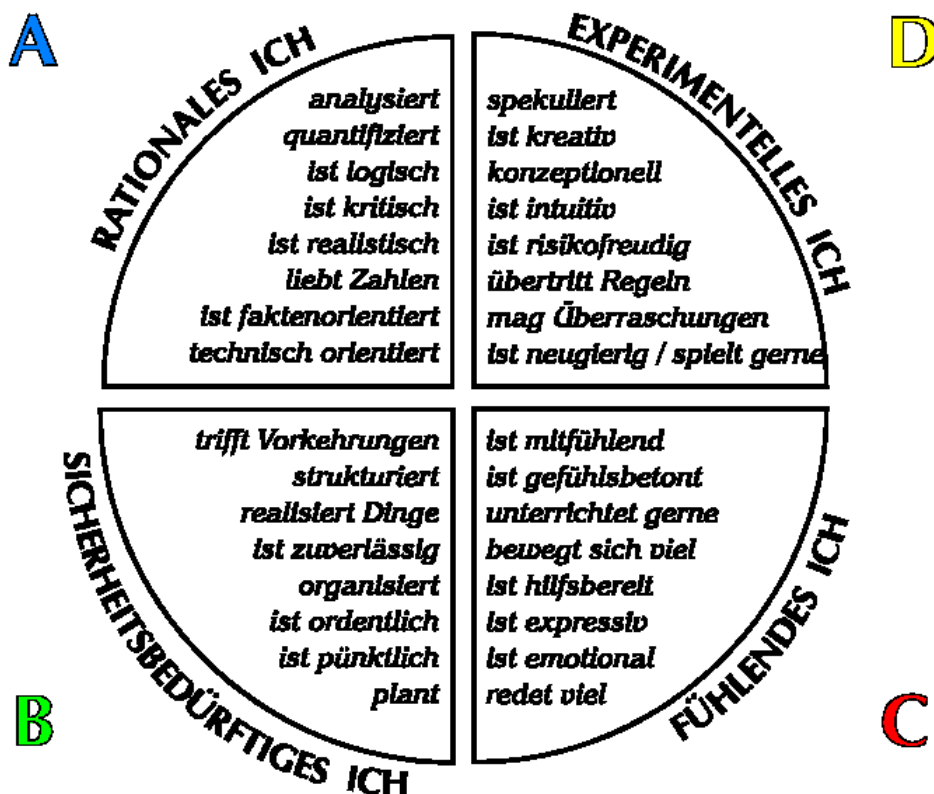 A
RATIONALES ICH
analysiert
quantifiziert
ist logisch
ist kritisch
ist realistisch
liebt Zahlen
ist faktenorientiert
technisch orientiert
D
EXPERIMENTELLES ICH
spekuliert
ist kreativ
konzeptionell
ist intuitiv
ist risikofreudig
übertritt Regeln
mag Überraschungen
ist neugierig / spielt gerne
B
SICHERHEITSBEDÜRFTIGES ICH
trifft Vorkehrungen
strukturiert
realisiert Dinge
ist zuverlässig
organisiert
ist ordentlich
ist pünktlich
plant
C
FÜHLENDES ICH
ist mitfühlend
ist gefühlsbetont
unterrichtet gerne
bewegt sich viel
ist hilfsbereit
ist expressiv
ist emotional
redet viel